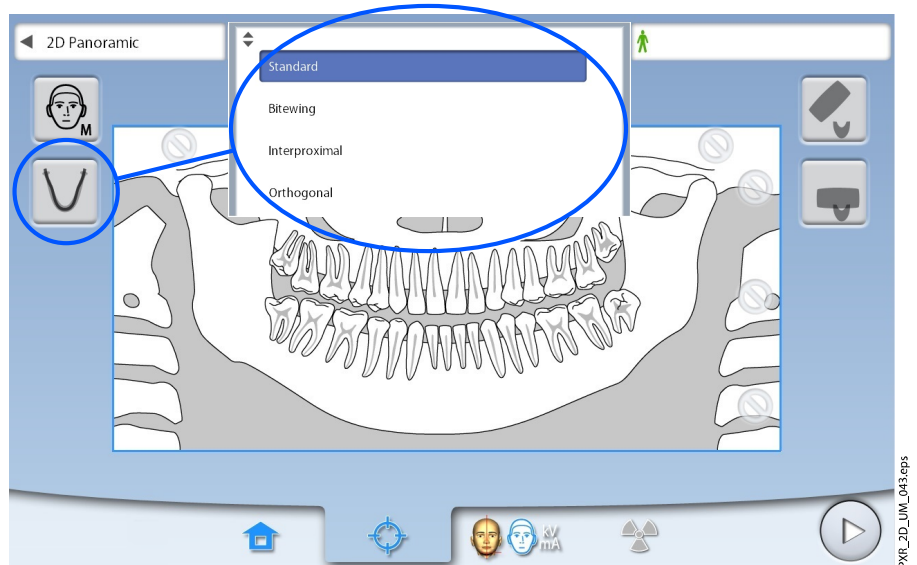 2D Panoramic
Standard
Bitewing
Interproximal
Orthogonal
M
kV
mA
PXR_2D_UM_043.eps